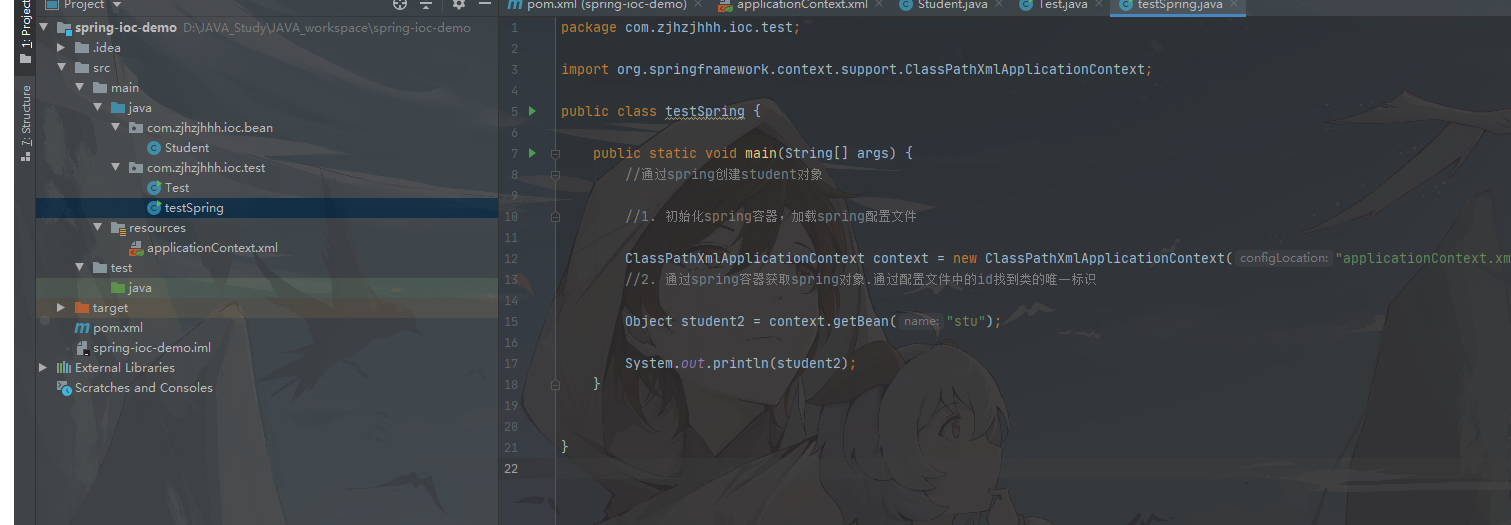 Project
pom.xml (spring-ioc-demo)
applicationContext.xml
Student.java
Test.java
testSpring.java
1: Project
7: Structure
spring-ioc-demo D:\JAVA_Study\JAVA_workspace\spring-ioc-demo
.idea
src
main
java
com.zjhzjhhh.ioc.bean
Student
com.zjhzjhhh.ioc.test
Test
testSpring
resources
applicationContext.xml
test
java
target
pom.xml
spring-ioc-demo.iml
External Libraries
Scratches and Consoles
1 package com.zjhzjhhh.ioc.test;
2
3 import org.springframework.context.support.ClassPathXmlApplicationContext;
4
5 public class testSpring {
6
7 public static void main(String[] args) {
8 //通过spring创建student对象
9
10 //1. 初始化spring容器，加载spring配置文件
11
12 ClassPathXmlApplicationContext context = new ClassPathXmlApplicationContext( configLocation: "applicationContext.xm
13 //2. 通过spring容器获取spring对象.通过配置文件中的id找到类的唯一标识
14
15 Object student2 = context.getBean( name: "stu");
16
17 System.out.println(student2);
18 }
19
20
21 }
22